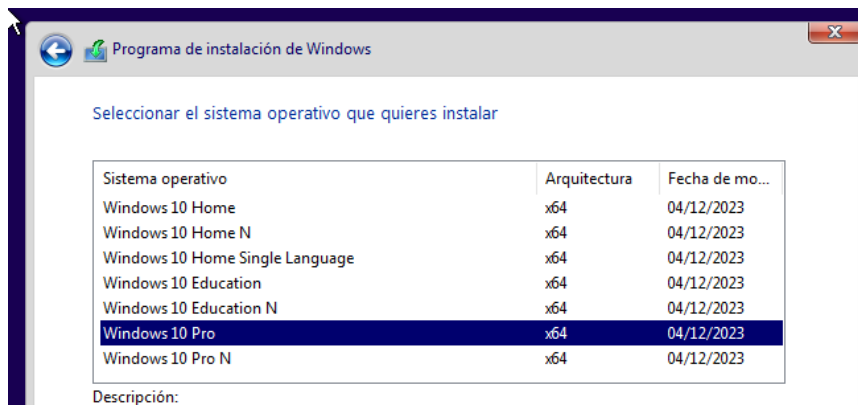 Programa de instalación de Windows
Seleccionar el sistema operativo que quieres instalar
Sistema operativo Arquitectura Fecha de mo...
Windows 10 Home x64 04/12/2023
Windows 10 Home N x64 04/12/2023
Windows 10 Home Single Language x64 04/12/2023
Windows 10 Education x64 04/12/2023
Windows 10 Education N x64 04/12/2023
Windows 10 Pro x64 04/12/2023
Windows 10 Pro N x64 04/12/2023
Descripción: